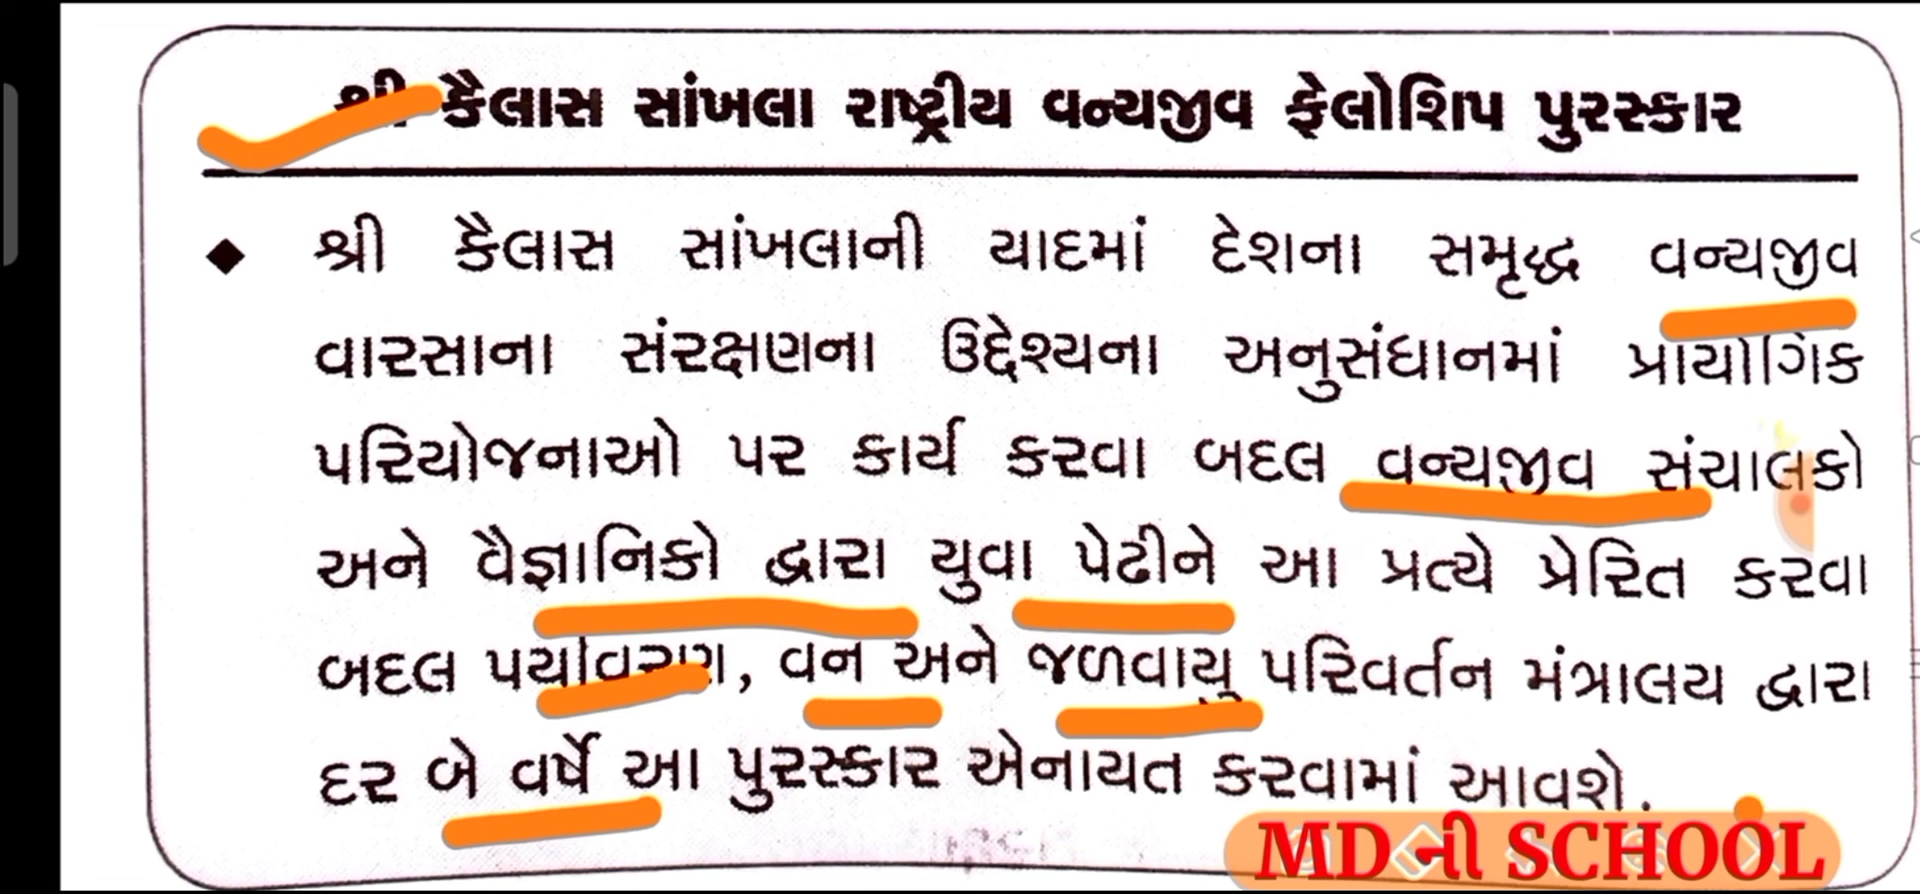 શ્રી કૈલાસ સાંખલા રાષ્ટ્રીય વન્યજીવ ફેલોશિપ પુરસ્કાર
◆ શ્રી કૈલાસ સાંખલાની યાદમાં દેશના સમૃદ્ધ વન્યજીવ
વારસાના સંરક્ષણના ઉદ્દેશ્યના અનુસંધાનમાં પ્રાયોગિક
પરિયોજનાઓ પર કાર્ય કરવા બદલ વન્યજીવ સંચાલકો
અને વૈજ્ઞાનિકો દ્વારા યુવા પેઢીને આ પ્રત્યે પ્રેરિત કરવા
બદલ પર્યાવરણ, વન અને જળવાયુ પરિવર્તન મંત્રાલય દ્વારા
દર બે વર્ષે આ પુરસ્કાર એનાયત કરવામાં આવશે.
MDની SCHOOL